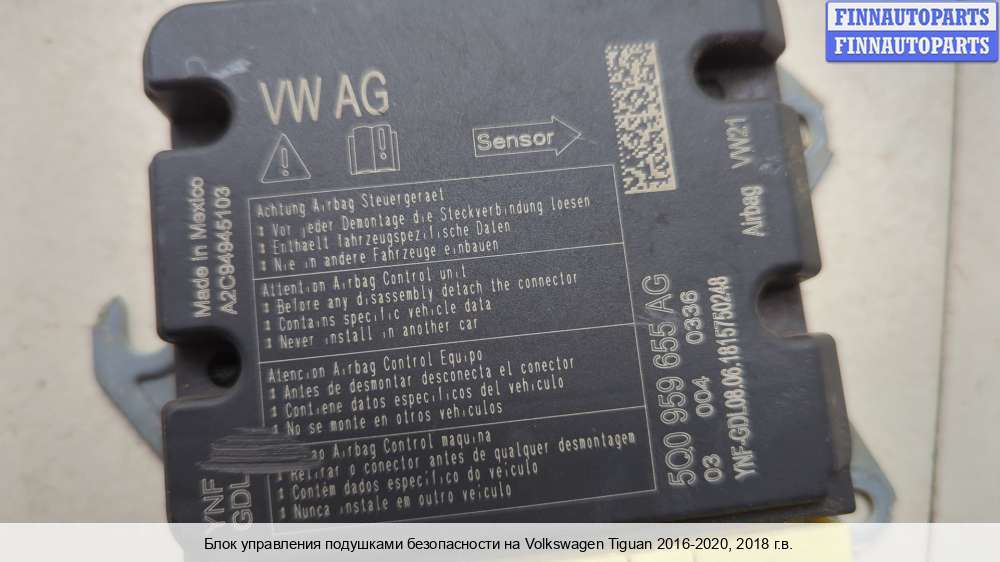 FINNAUTOPARTS
FINNAUTOPARTS
VW AG
Sensor
Made in Mexico
A2C94945103
Achtung Airbag Steuergeraet
Vor jeder Demontage die Steckverbindung loesen
Enthaelt fahrzeugspezifische Daten
Nie in andere Fahrzeuge einbauen
Attention Airbag Control unit
Before any disassembly detach the connector
Contains specific vehicle data
Never install in another car
Atencion Airbag Control Equipo
Antes de desmontar desconecta el conector
Contiene datos especificos del vehiculo
No se monte en otros vehiculos
Airbag Control maquina
Retirar o conector antes de qualquer desmontagem
Contém dados específico do veículo
Nunca instale em outro veículo
YNF
GDL
5Q0 959 655 AG
03 004 0336
YNF-GDL08.06.1815750248
Airbag VW21
Блок управления подушками безопасности на Volkswagen Tiguan 2016-2020, 2018 г.в.